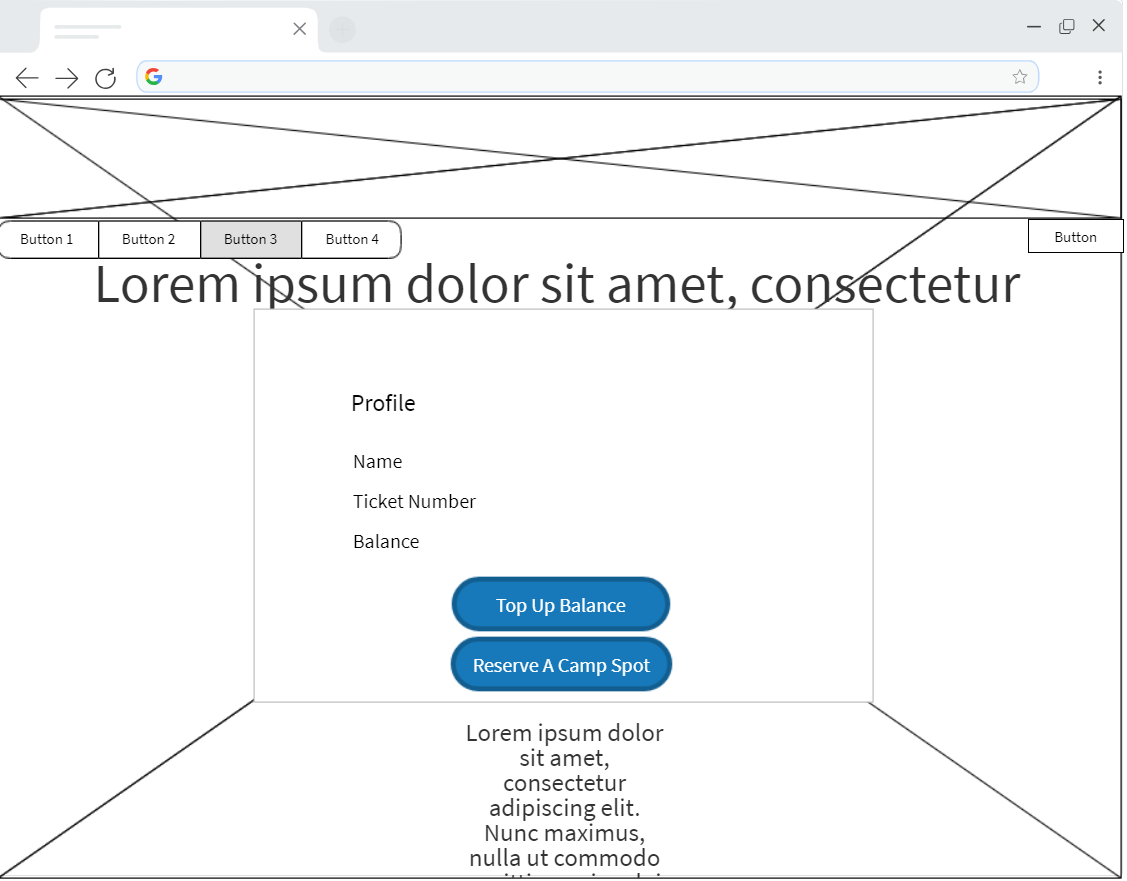 Button 1 Button 2 Button 3 Button 4 Button
Lorem ipsum dolor sit amet, consectetur
Profile
Name
Ticket Number
Balance
Top Up Balance
Reserve A Camp Spot
Lorem ipsum dolor
sit amet,
consectetur
adipiscing elit.
Nunc maximus,
nulla ut commodo